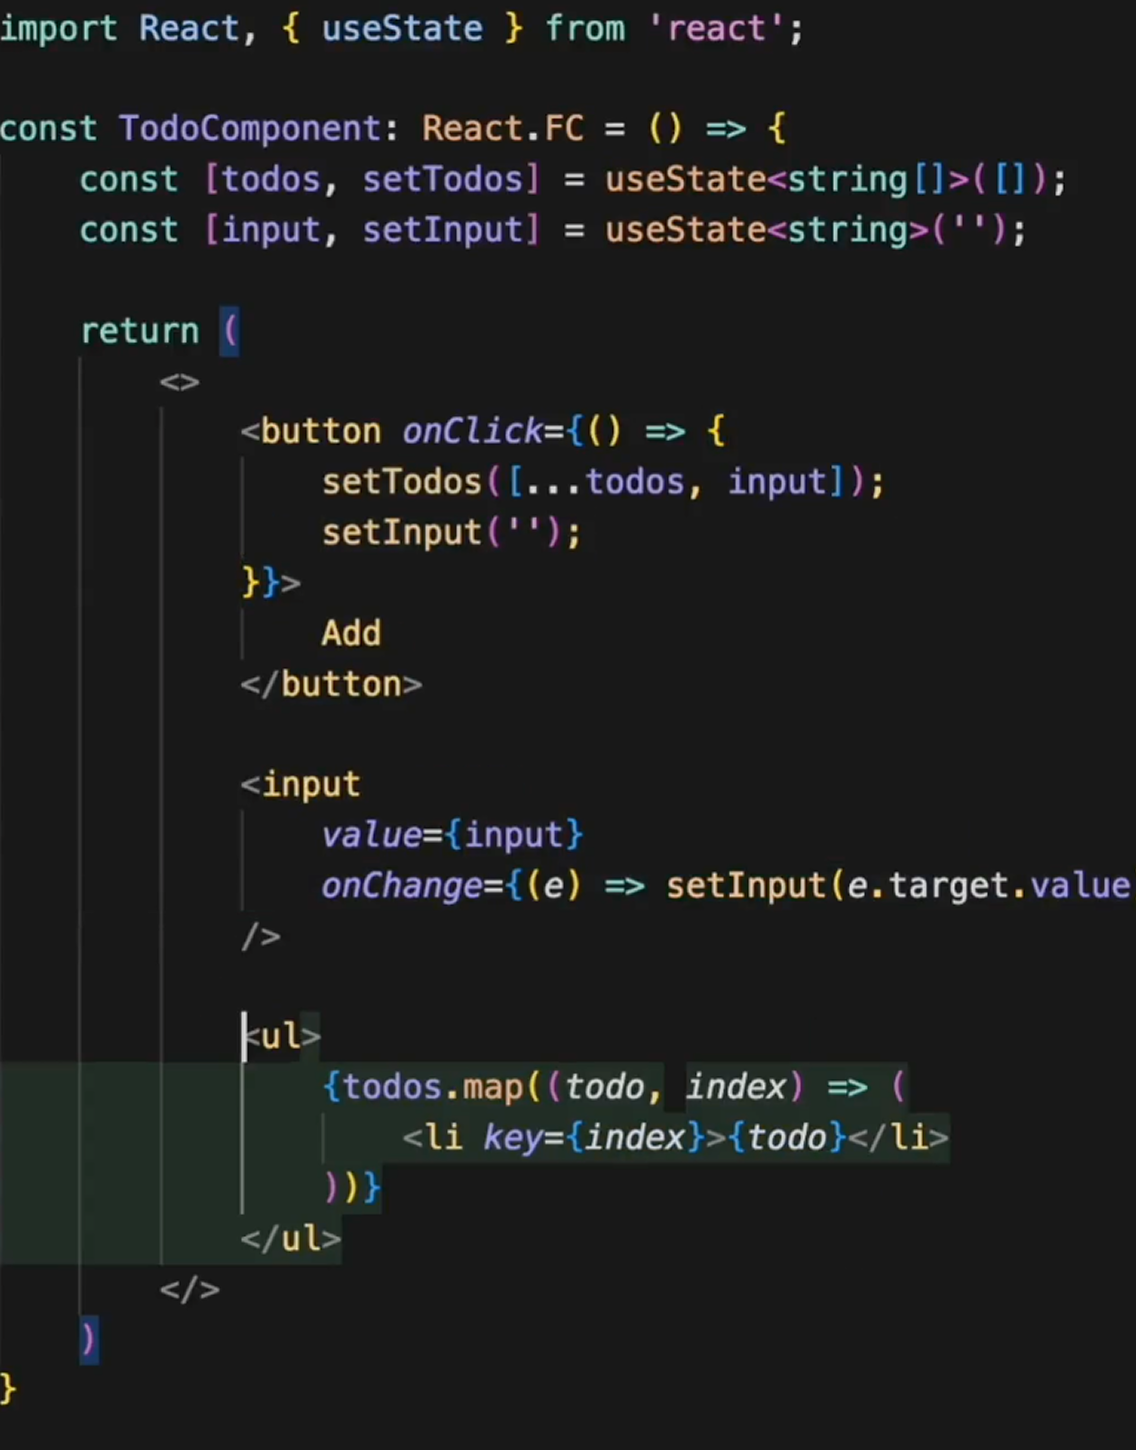 import React, { useState } from 'react';
const TodoComponent: React.FC = () => {
    const [todos, setTodos] = useState<string[]>([]);
    const [input, setInput] = useState<string>('');
    return (
        <>
            <button onClick={() => {
                setTodos([...todos, input]);
                setInput('');
            }}>
                Add
            </button>
            <input
                value={input}
                onChange={(e) => setInput(e.target.value
            />
            <ul>
                {todos.map((todo, index) => (
                    <li key={index}>{todo}</li>
                ))}
            </ul>
        </>
    )
}